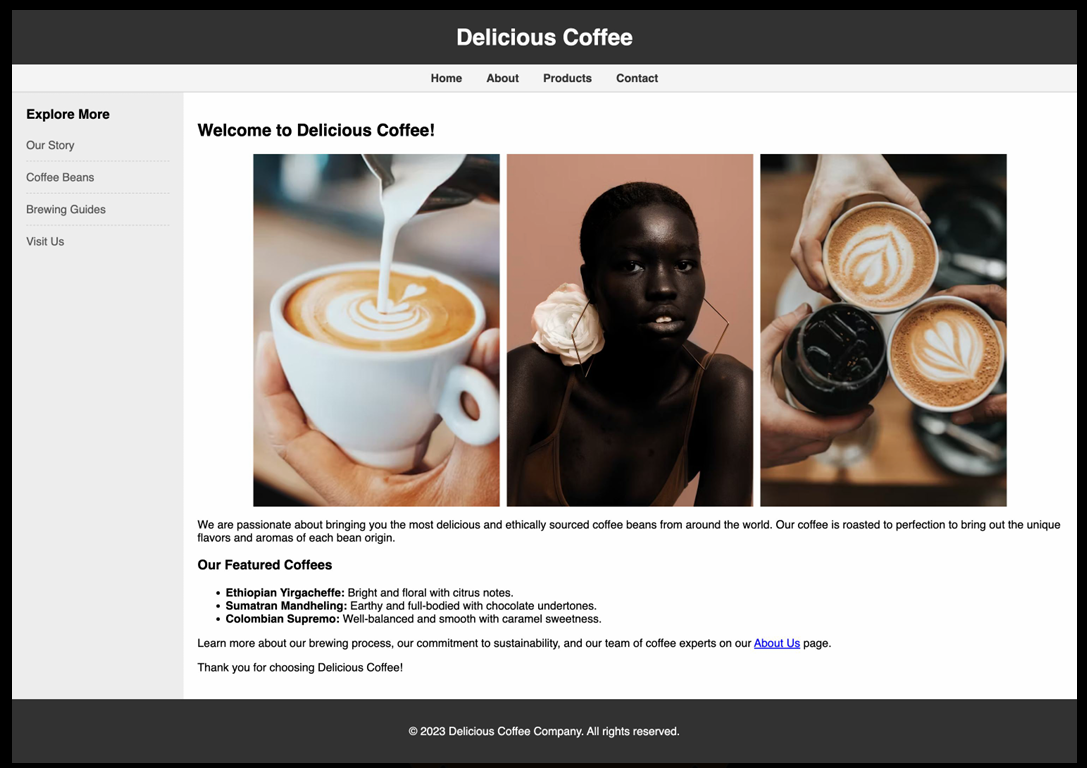 Delicious Coffee
Home About Products Contact
Explore More
Our Story
Coffee Beans
Brewing Guides
Visit Us
Welcome to Delicious Coffee!
We are passionate about bringing you the most delicious and ethically sourced coffee beans from around the world. Our coffee is roasted to perfection to bring out the unique
flavors and aromas of each bean origin.
Our Featured Coffees
• Ethiopian Yirgacheffe: Bright and floral with citrus notes.
• Sumatran Mandheling: Earthy and full-bodied with chocolate undertones.
• Colombian Supremo: Well-balanced and smooth with caramel sweetness.
Learn more about our brewing process, our commitment to sustainability, and our team of coffee experts on our About Us page.
Thank you for choosing Delicious Coffee!
© 2023 Delicious Coffee Company. All rights reserved.